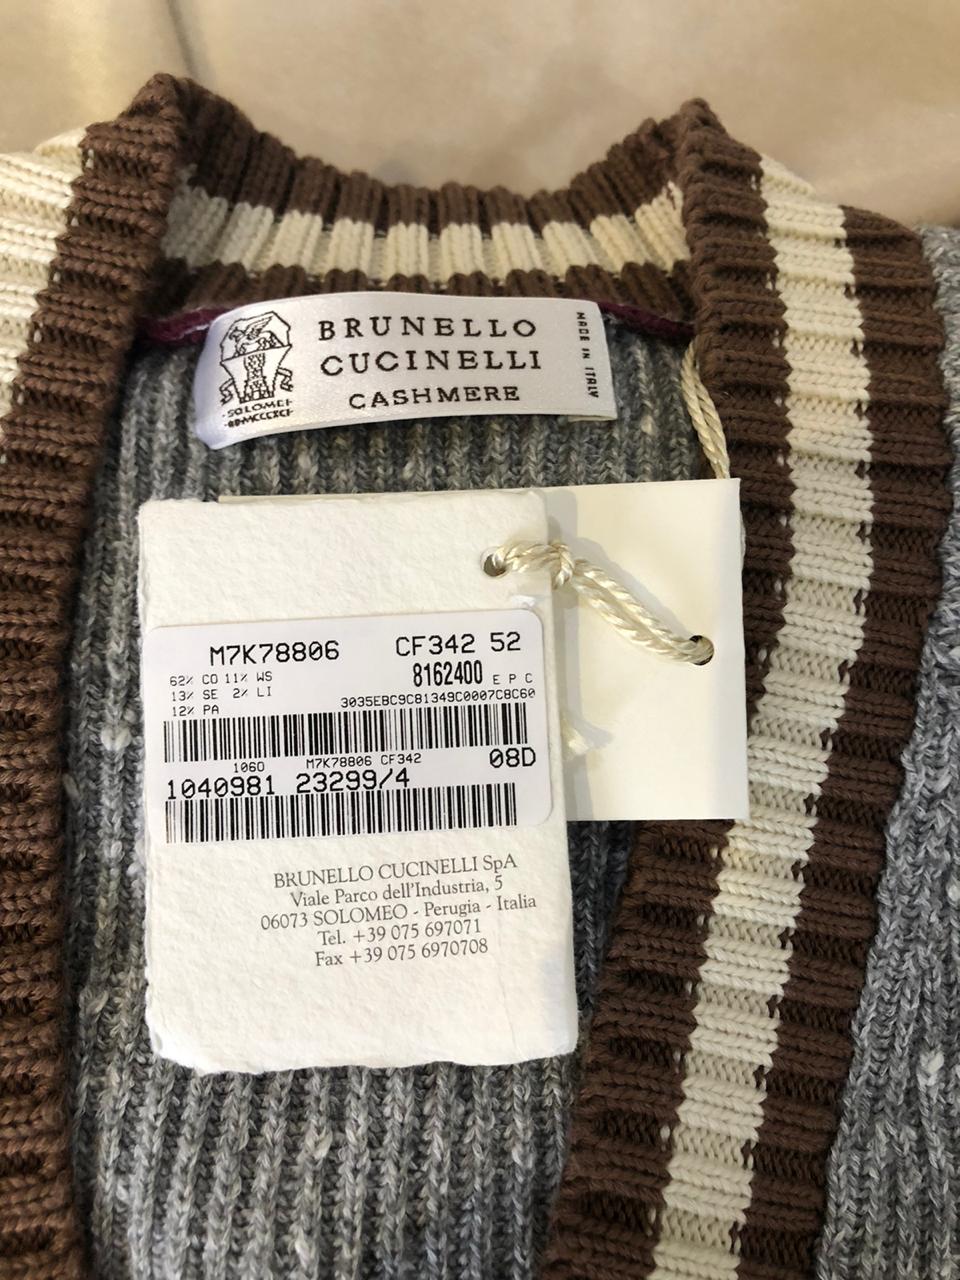 BRUNELLO
CUCINELLI
CASHMERE
MADE IN ITALY
SOLOMEI
M7K78806 CF342 52
62% CO 11% WS 8162400 E P C
13% SE 2% LI 3035EBC9C81349C0007C8C60
12% PA
1060 M7K78806 CF342 08D
1040981 23299/4
BRUNELLO CUCINELLI SpA
Viale Parco dell'Industria, 5
06073 SOLOMEO - Perugia - Italia
Tel. +39 075 697071
Fax +39 075 6970708